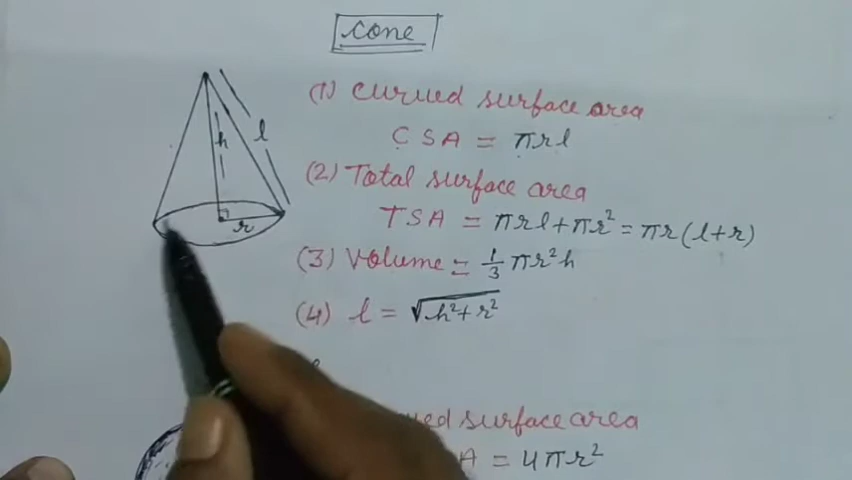 Cone
(1) Curved surface area
CSA = πrl
(2) Total surface area
TSA = πrl+πr² = πr(l+r)
(3) Volume = 1/3 πr²h
(4) l = √h²+r²
h
l
r
surface area
A = 4πr²